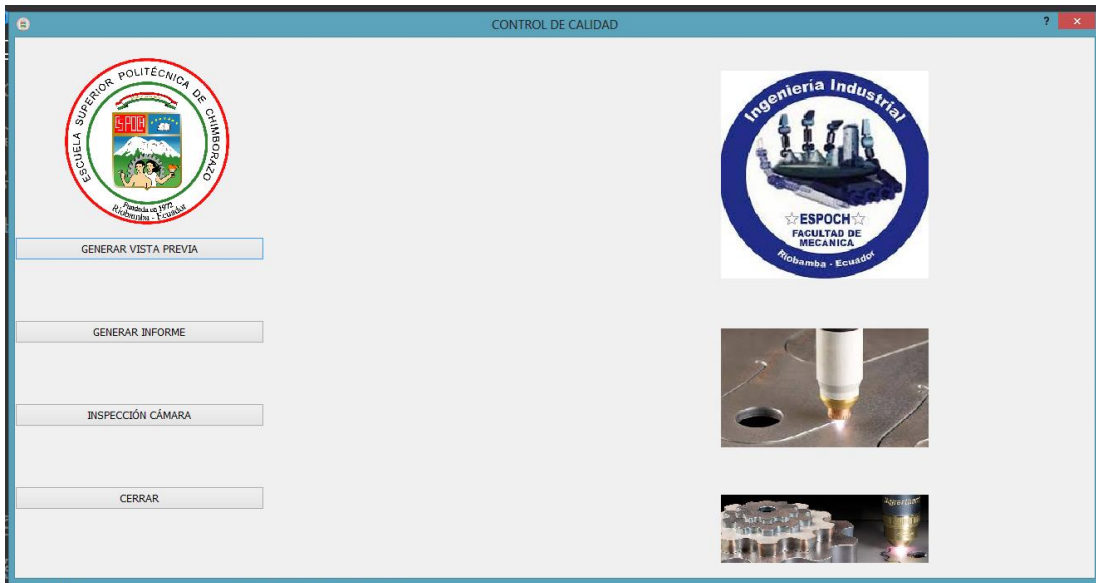 CONTROL DE CALIDAD
?
×
ESCUELA SUPERIOR POLITÉCNICA DE CHIMBORAZO
ESPOCH
Fundada en 1972
Riobamba - Ecuador
Ingeniería Industrial
☆ESPOCH☆
FACULTAD DE
MECANICA
Riobamba - Ecuador
GENERAR VISTA PREVIA
GENERAR INFORME
INSPECCIÓN CÁMARA
CERRAR